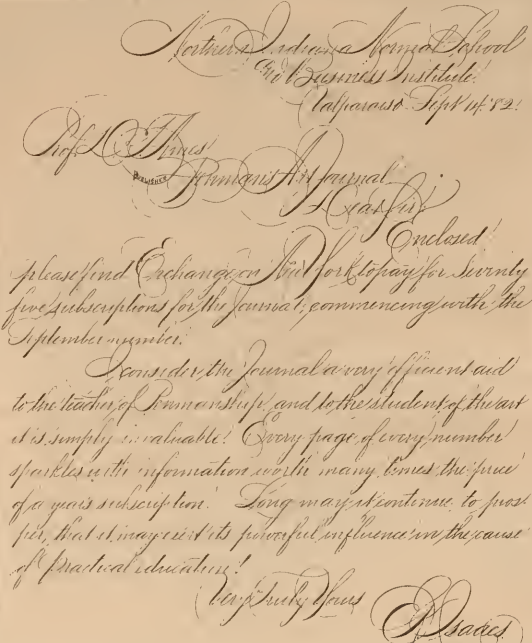 Northern Indiana Normal School
And Business Institute.
Valparaiso. Sept 14. '82.
Prof. D. T. Ames
Publisher Penman's Art Journal
Dear Sir
Enclosed
please find Exchange on New York to pay for Seventy
five subscriptions for the Journal; commencing with the
September number.
I consider the Journal a very efficient aid
to the teacher of Penmanship, and to the student of the art
it is simply invaluable! Every page of every number
sparkles with information worth many times the price
of a years subscription. Long may it continue to pros-
per, that it may exert its powerful influence in the cause
of practical education!
Very Truly Yours
Isaacs